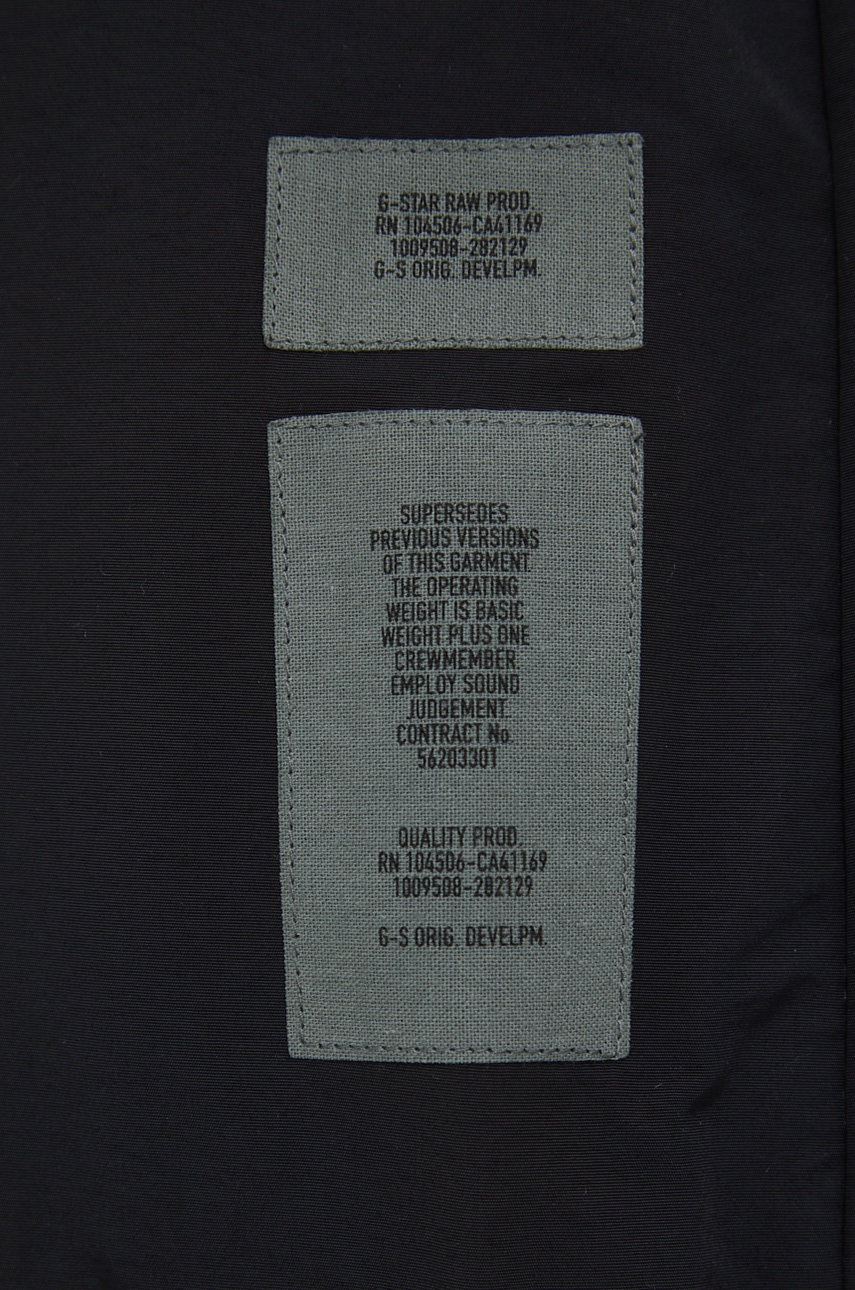 G-STAR RAW PROD.
RN 104506-CA41169
1009508-282129
G-S ORIG. DEVELPM.
SUPERSEDES
PREVIOUS VERSIONS
OF THIS GARMENT.
THE OPERATING
WEIGHT IS BASIC
WEIGHT PLUS ONE
CREWMEMBER.
EMPLOY SOUND
JUDGEMENT.
CONTRACT No.
56203301
QUALITY PROD.
RN 104506-CA41169
1009508-282129
G-S ORIG. DEVELPM.